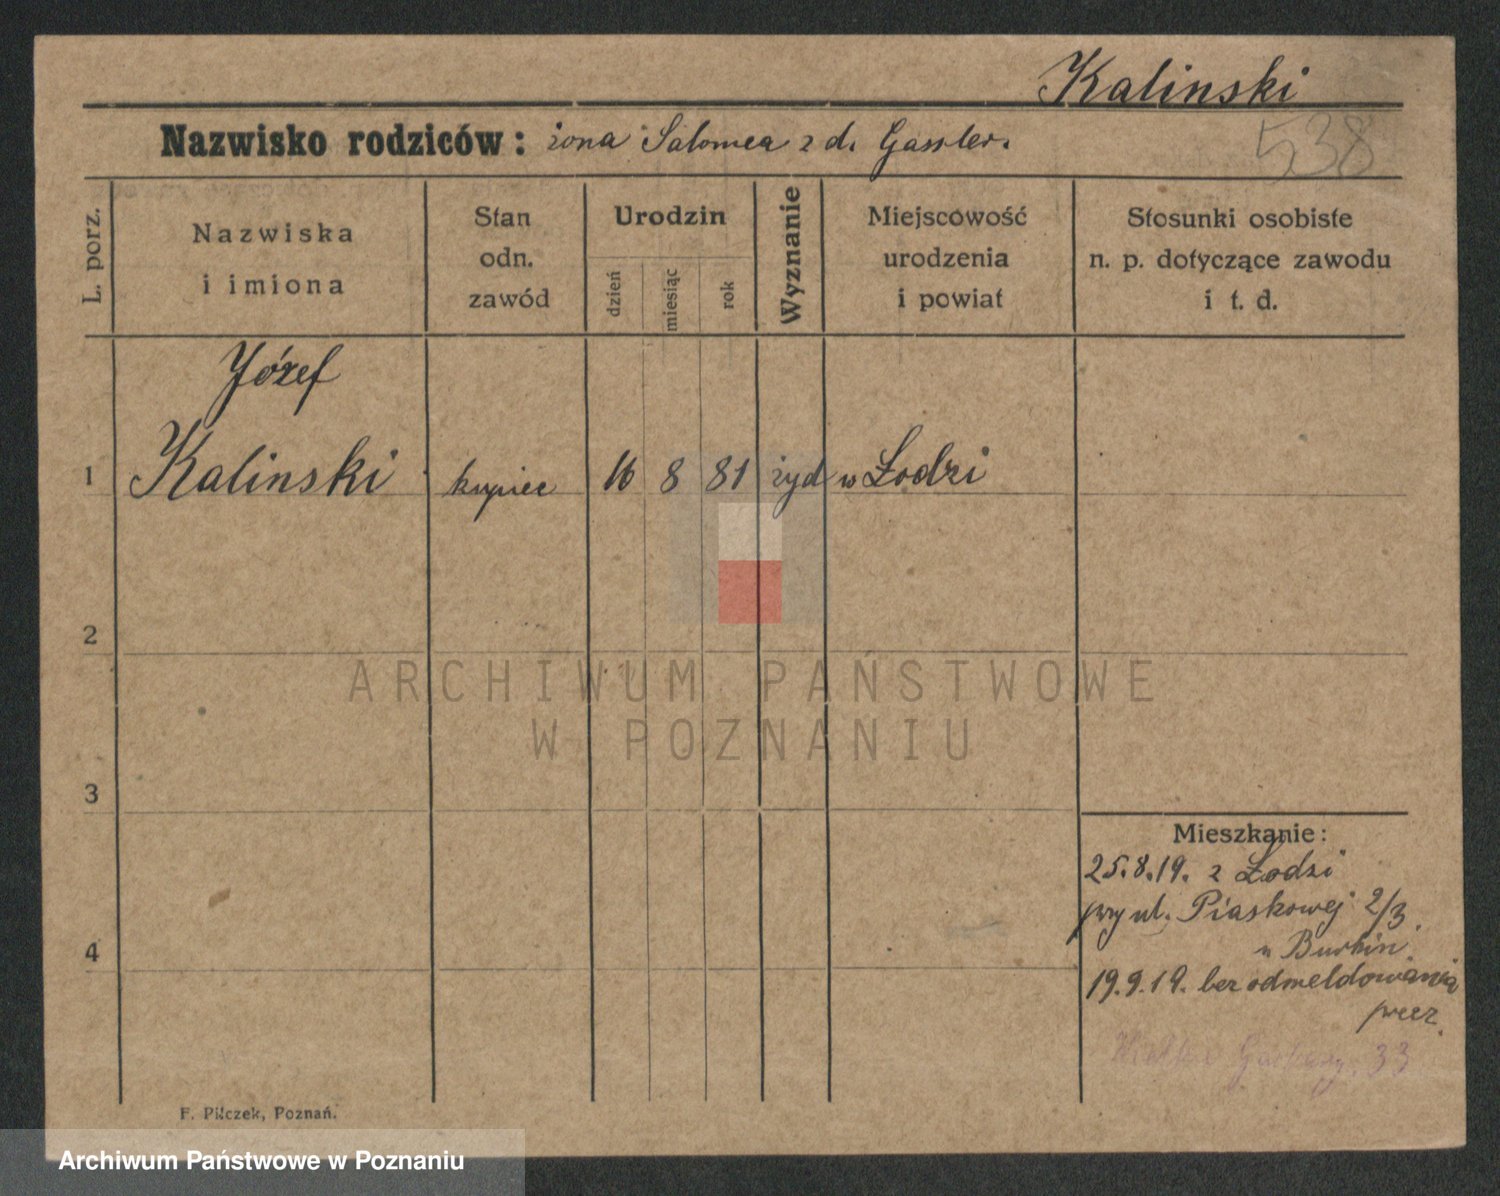 Kalinski
Nazwisko rodziców: żona Salomea z d. Gassler.
538
L. porz.
Nazwiska
i imiona
Stan
odn.
zawód
Urodzin
dzień
miesiąc
rok
Wyznanie
Miejscowość
urodzenia
i powiat
Stosunki osobiste
n. p. dotyczące zawodu
i t. d.
Józef
1 Kalinski kupiec 16 8 81 żyd w Łodzi
2
ARCHIWUM PAŃSTWOWE
W POZNANIU
3
Mieszkanie:
25.8.19. z Łodzi
przy ul. Piaskowej 2/3.
u Burkin.
4
19.9.19. bez odmeldowania
precz.
33
F. Pilczek, Poznań.
Archiwum Państwowe w Poznaniu